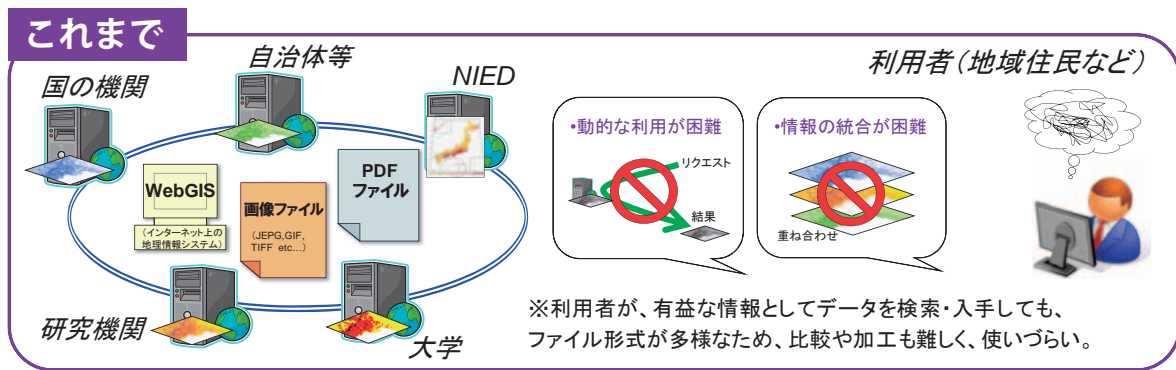 これまで
自治体等
国の機関
NIED
利用者（地域住民など）
WebGIS
（インターネット上の
地理情報システム）
画像ファイル
（JEPG,GIF,
TIFF etc...）
PDF
ファイル
研究機関
大学
・動的な利用が困難
リクエスト
結果
・情報の統合が困難
重ね合わせ
※利用者が、有益な情報としてデータを検索・入手しても、
ファイル形式が多様なため、比較や加工も難しく、使いづらい。